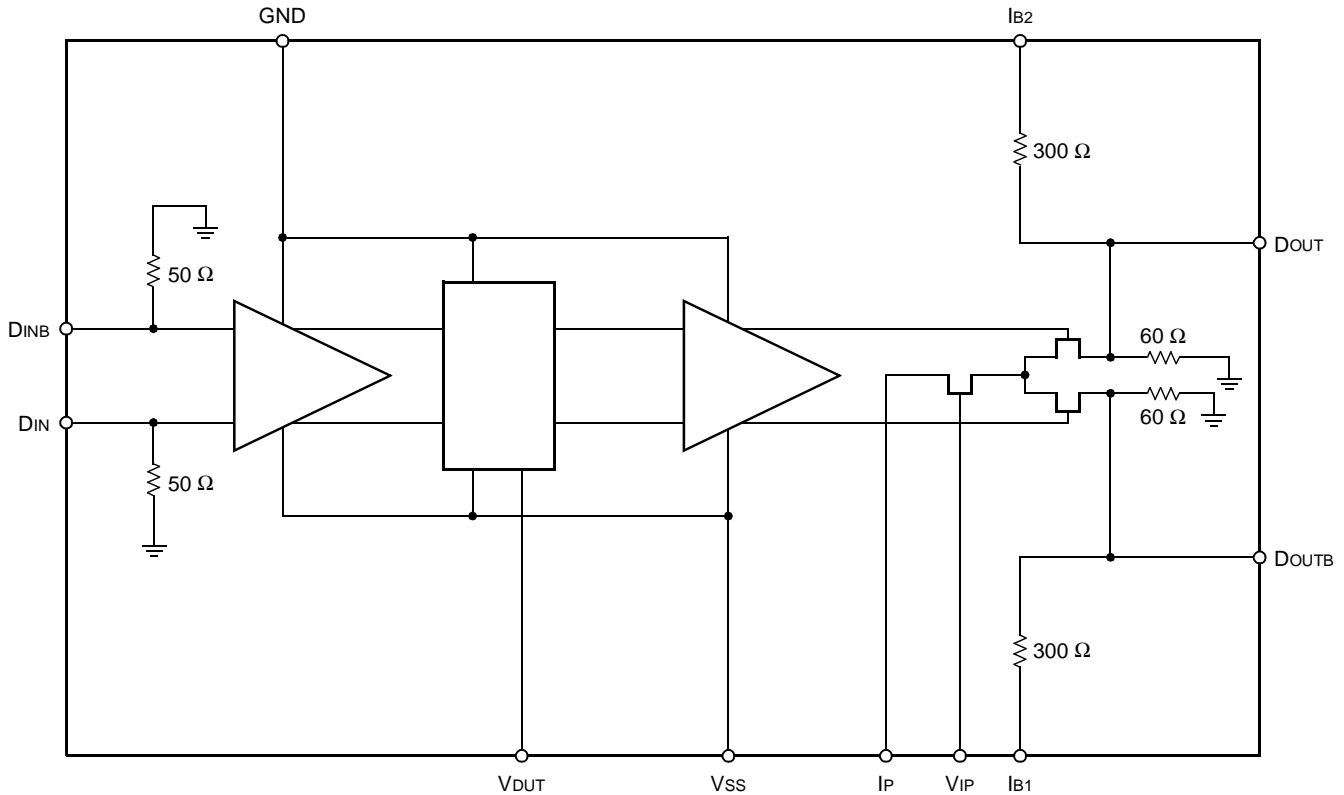 GND
IB2
300 Ω
50 Ω
DOUT
DINB
60 Ω
DIN
60 Ω
50 Ω
DOUTB
300 Ω
VDUT
VSS
IP
VIP
IB1